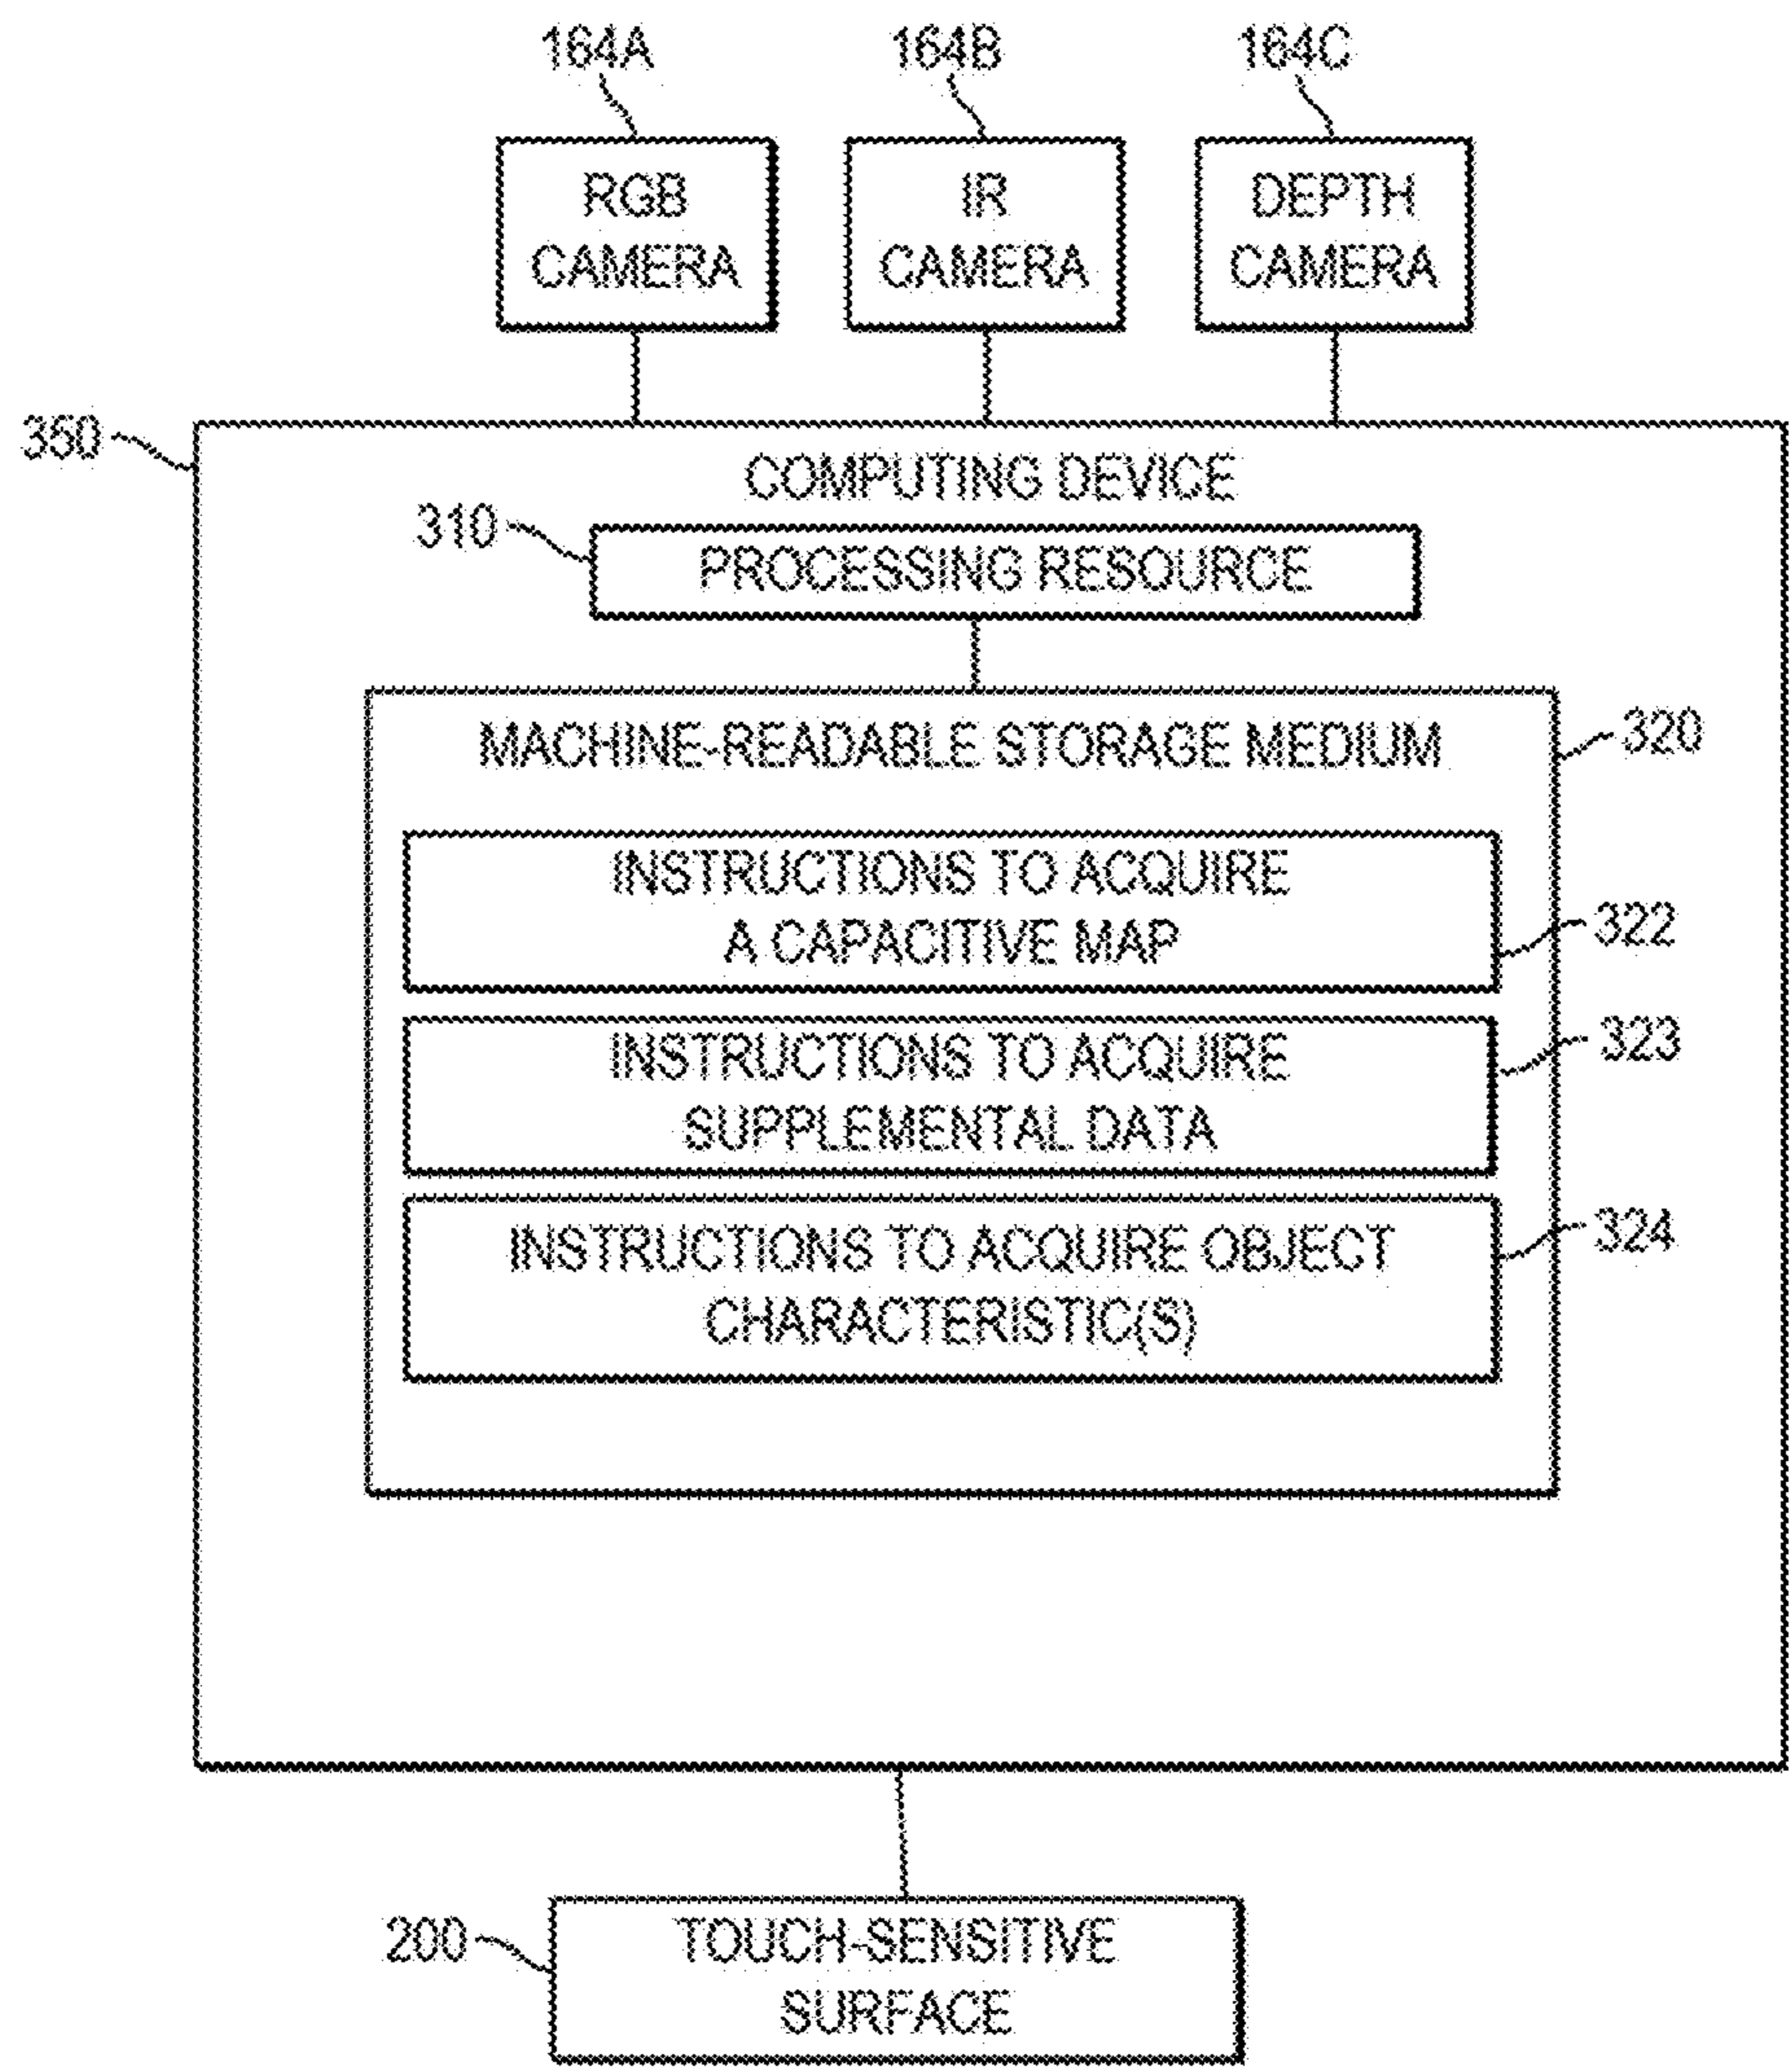 164A
164B
164C
RGB
CAMERA
IR
CAMERA
DEPTH
CAMERA
350
COMPUTING DEVICE
310
PROCESSING RESOURCE
MACHINE-READABLE STORAGE MEDIUM
320
INSTRUCTIONS TO ACQUIRE
A CAPACITIVE MAP
322
INSTRUCTIONS TO ACQUIRE
SUPPLEMENTAL DATA
323
INSTRUCTIONS TO ACQUIRE OBJECT
CHARACTERISTIC(S)
324
200
TOUCH-SENSITIVE
SURFACE